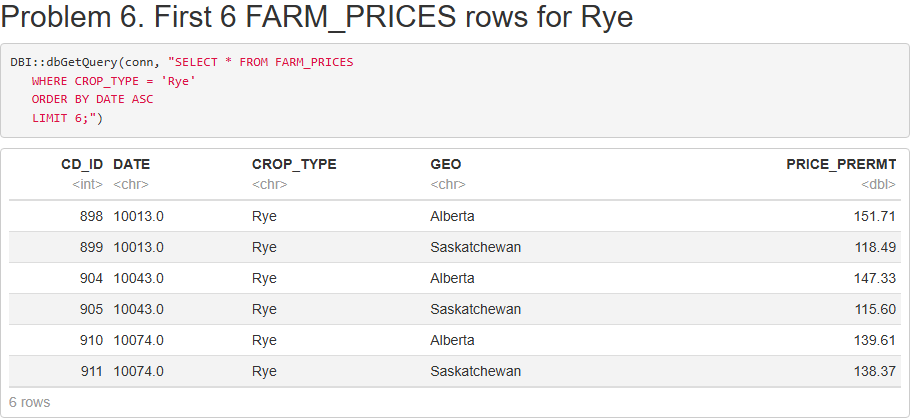 Problem 6. First 6 FARM_PRICES rows for Rye
DBI::dbGetQuery(conn, "SELECT * FROM FARM_PRICES
WHERE CROP_TYPE = 'Rye'
ORDER BY DATE ASC
LIMIT 6;")
CD_ID DATE CROP_TYPE GEO PRICE_PRERMT
<int> <chr> <chr> <chr> <dbl>
898 10013.0 Rye Alberta 151.71
899 10013.0 Rye Saskatchewan 118.49
904 10043.0 Rye Alberta 147.33
905 10043.0 Rye Saskatchewan 115.60
910 10074.0 Rye Alberta 139.61
911 10074.0 Rye Saskatchewan 138.37
6 rows